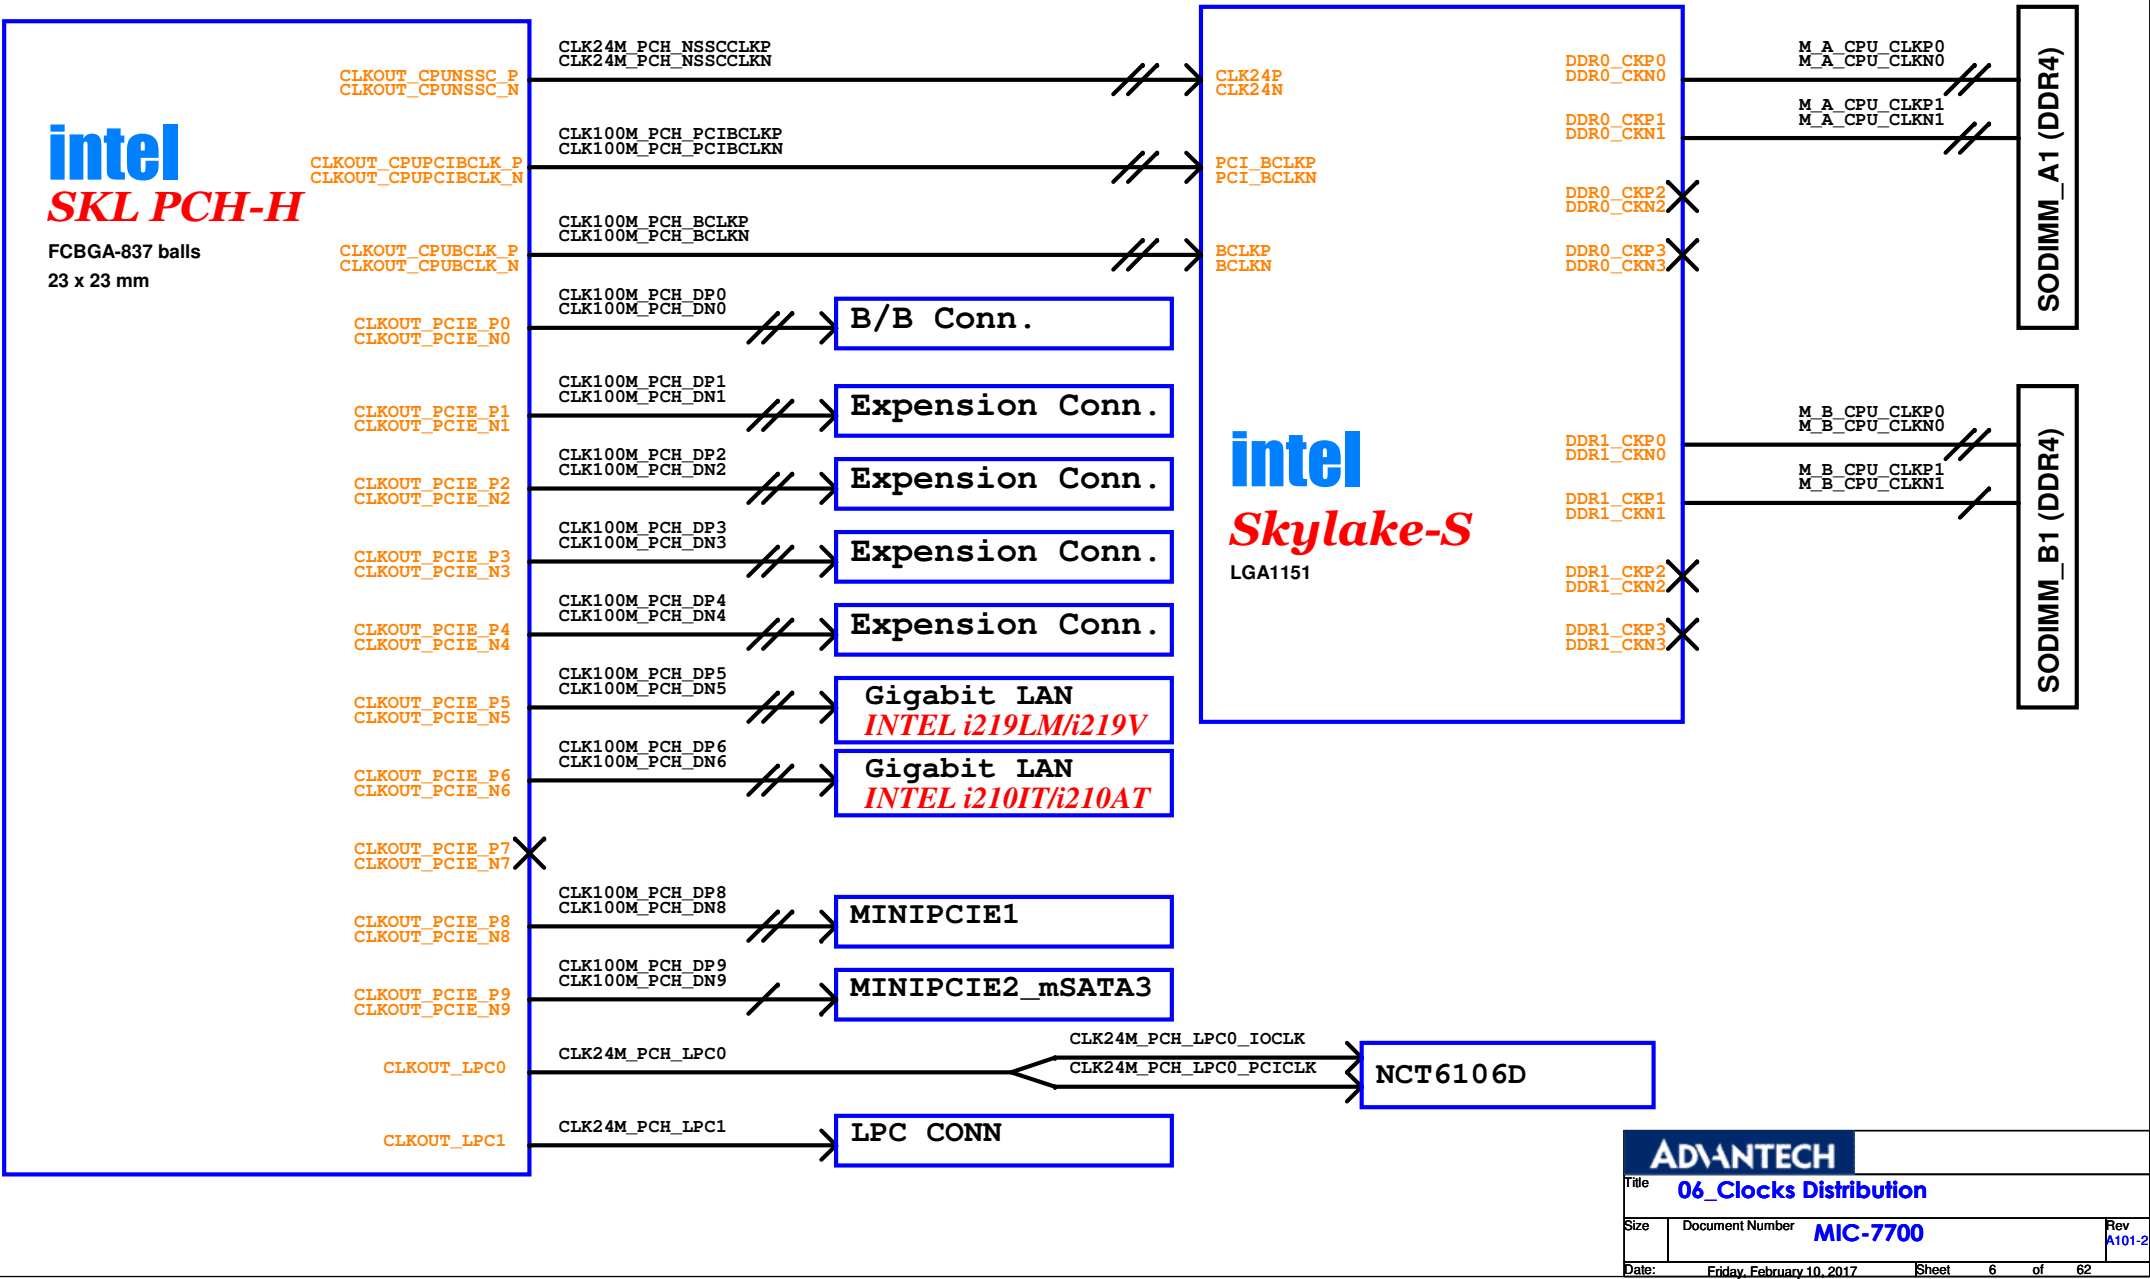 CLK24M_PCH_NSSCCLKP
CLK24M_PCH_NSSCCLKN
CLKOUT_CPUNSSC_P
CLKOUT_CPUNSSC_N
CLK24P
CLK24N
intel
SKL PCH-H
FCBGA-837 balls
23 x 23 mm
CLK100M_PCH_PCIBCLKP
CLK100M_PCH_PCIBCLKN
CLKOUT_CPUPCIBCLK_P
CLKOUT_CPUPCIBCLK_N
PCI_BCLKP
PCI_BCLKN
CLK100M_PCH_BCLKP
CLK100M_PCH_BCLKN
CLKOUT_CPUBCLK_P
CLKOUT_CPUBCLK_N
BCLKP
BCLKN
CLK100M_PCH_DP0
CLK100M_PCH_DN0
CLKOUT_PCIE_P0
CLKOUT_PCIE_N0
B/B Conn.
CLK100M_PCH_DP1
CLK100M_PCH_DN1
CLKOUT_PCIE_P1
CLKOUT_PCIE_N1
Expension Conn.
CLK100M_PCH_DP2
CLK100M_PCH_DN2
CLKOUT_PCIE_P2
CLKOUT_PCIE_N2
Expension Conn.
CLK100M_PCH_DP3
CLK100M_PCH_DN3
CLKOUT_PCIE_P3
CLKOUT_PCIE_N3
Expension Conn.
CLK100M_PCH_DP4
CLK100M_PCH_DN4
CLKOUT_PCIE_P4
CLKOUT_PCIE_N4
Expension Conn.
CLK100M_PCH_DP5
CLK100M_PCH_DN5
CLKOUT_PCIE_P5
CLKOUT_PCIE_N5
Gigabit LAN
INTEL i219LM/i219V
CLK100M_PCH_DP6
CLK100M_PCH_DN6
CLKOUT_PCIE_P6
CLKOUT_PCIE_N6
Gigabit LAN
INTEL i210IT/i210AT
CLKOUT_PCIE_P7
CLKOUT_PCIE_N7
CLK100M_PCH_DP8
CLK100M_PCH_DN8
CLKOUT_PCIE_P8
CLKOUT_PCIE_N8
MINIPCIE1
CLK100M_PCH_DP9
CLK100M_PCH_DN9
CLKOUT_PCIE_P9
CLKOUT_PCIE_N9
MINIPCIE2_mSATA3
CLKOUT_LPC0
CLK24M_PCH_LPC0
CLK24M_PCH_LPC0_IOCLK
CLK24M_PCH_LPC0_PCICLK
NCT6106D
CLKOUT_LPC1
CLK24M_PCH_LPC1
LPC CONN
intel
Skylake-S
LGA1151
DDR0_CKP0
DDR0_CKN0
M_A_CPU_CLKP0
M_A_CPU_CLKN0
DDR0_CKP1
DDR0_CKN1
M_A_CPU_CLKP1
M_A_CPU_CLKN1
DDR0_CKP2
DDR0_CKN2
DDR0_CKP3
DDR0_CKN3
SODIMM_A1 (DDR4)
DDR1_CKP0
DDR1_CKN0
M_B_CPU_CLKP0
M_B_CPU_CLKN0
DDR1_CKP1
DDR1_CKN1
M_B_CPU_CLKP1
M_B_CPU_CLKN1
DDR1_CKP2
DDR1_CKN2
DDR1_CKP3
DDR1_CKN3
SODIMM_B1 (DDR4)
ADVANTECH
Title
06_Clocks Distribution
Size
Document Number
MIC-7700
Rev
A101-2
Date:
Friday, February 10, 2017
Sheet 6 of 62